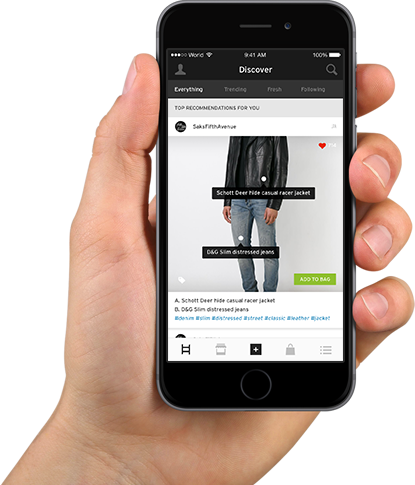 World 9:41 AM 100%
Discover
Everything Trending Fresh Following
TOP RECOMMENDATIONS FOR YOU
SaksFifthAvenue
Schott Deer hide casual racer jacket
D&G Slim distressed jeans
ADD TO BAG
A. Schott Deer hide casual racer jacket
B. D&G Slim distressed jeans
#denim #slim #distressed #street #classic #leather #jacket